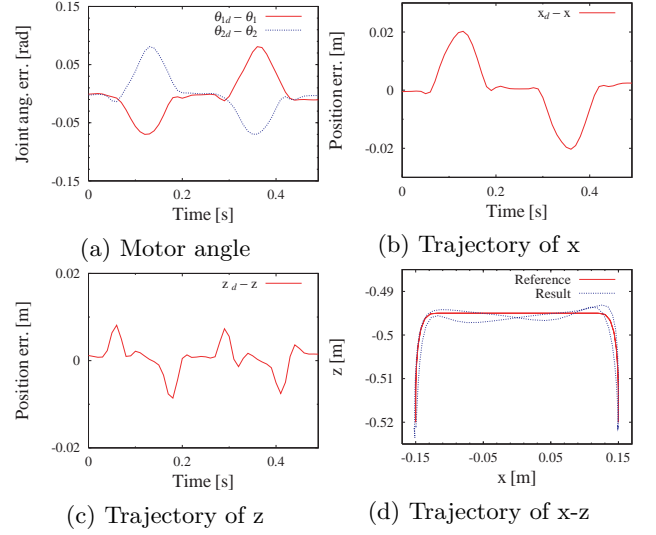 θ1d − θ1
θ2d − θ2
0.15
0.05
-0.05
-0.15
Joint ang. err. [rad]
0 0.2 0.4
Time [s]
(a) Motor angle
xd − x
0.02
0
-0.02
Position err. [m]
0 0.2 0.4
Time [s]
(b) Trajectory of x
z d − z
0.02
0
-0.02
Position err. [m]
0 0.2 0.4
Time [s]
(c) Trajectory of z
Reference
Result
-0.49
-0.5
-0.51
-0.52
z [m]
-0.15 -0.05 0.05 0.15
x [m]
(d) Trajectory of x-z